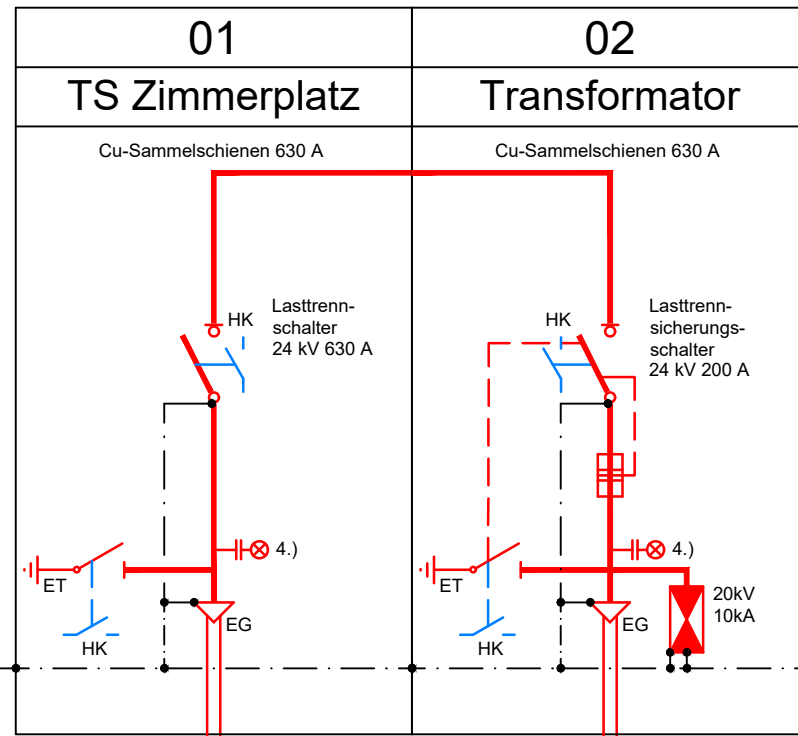 01
02
TS Zimmerplatz
Transformator
Cu-Sammelschienen 630 A
Cu-Sammelschienen 630 A
HK
Lasttrenn-
schalter
24 kV 630 A
HK
Lasttrenn-
sicherungs-
schalter
24 kV 200 A
4.)
ET
HK
EG
4.)
ET
HK
EG
20kV
10kA